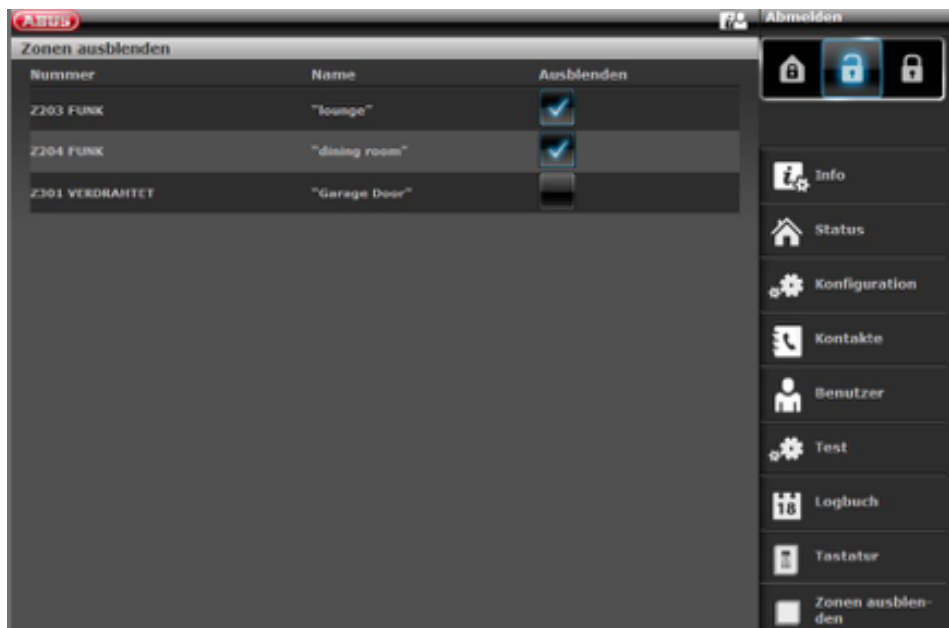 ABUS
Abmelden
Zonen ausblenden
Nummer Name Ausblenden
Z203 FUNK "lounge"
Z204 FUNK "dining room"
Z301 VERDRAHTET "Garage Door"
Info
Status
Konfiguration
Kontakte
Benutzer
Test
18 Logbuch
Tastatur
Zonen ausblen-
den